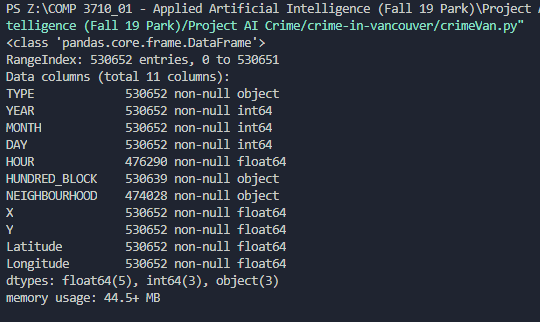 PS Z:\COMP 3710_01 - Applied Artificial Intelligence (Fall 19 Park)\Project A
telligence (Fall 19 Park)/Project AI Crime/crime-in-vancouver/crimeVan.py"
<class 'pandas.core.frame.DataFrame'>
RangeIndex: 530652 entries, 0 to 530651
Data columns (total 11 columns):
TYPE             530652 non-null object
YEAR             530652 non-null int64
MONTH            530652 non-null int64
DAY              530652 non-null int64
HOUR             476290 non-null float64
HUNDRED_BLOCK    530639 non-null object
NEIGHBOURHOOD    474028 non-null object
X                530652 non-null float64
Y                530652 non-null float64
Latitude         530652 non-null float64
Longitude        530652 non-null float64
dtypes: float64(5), int64(3), object(3)
memory usage: 44.5+ MB